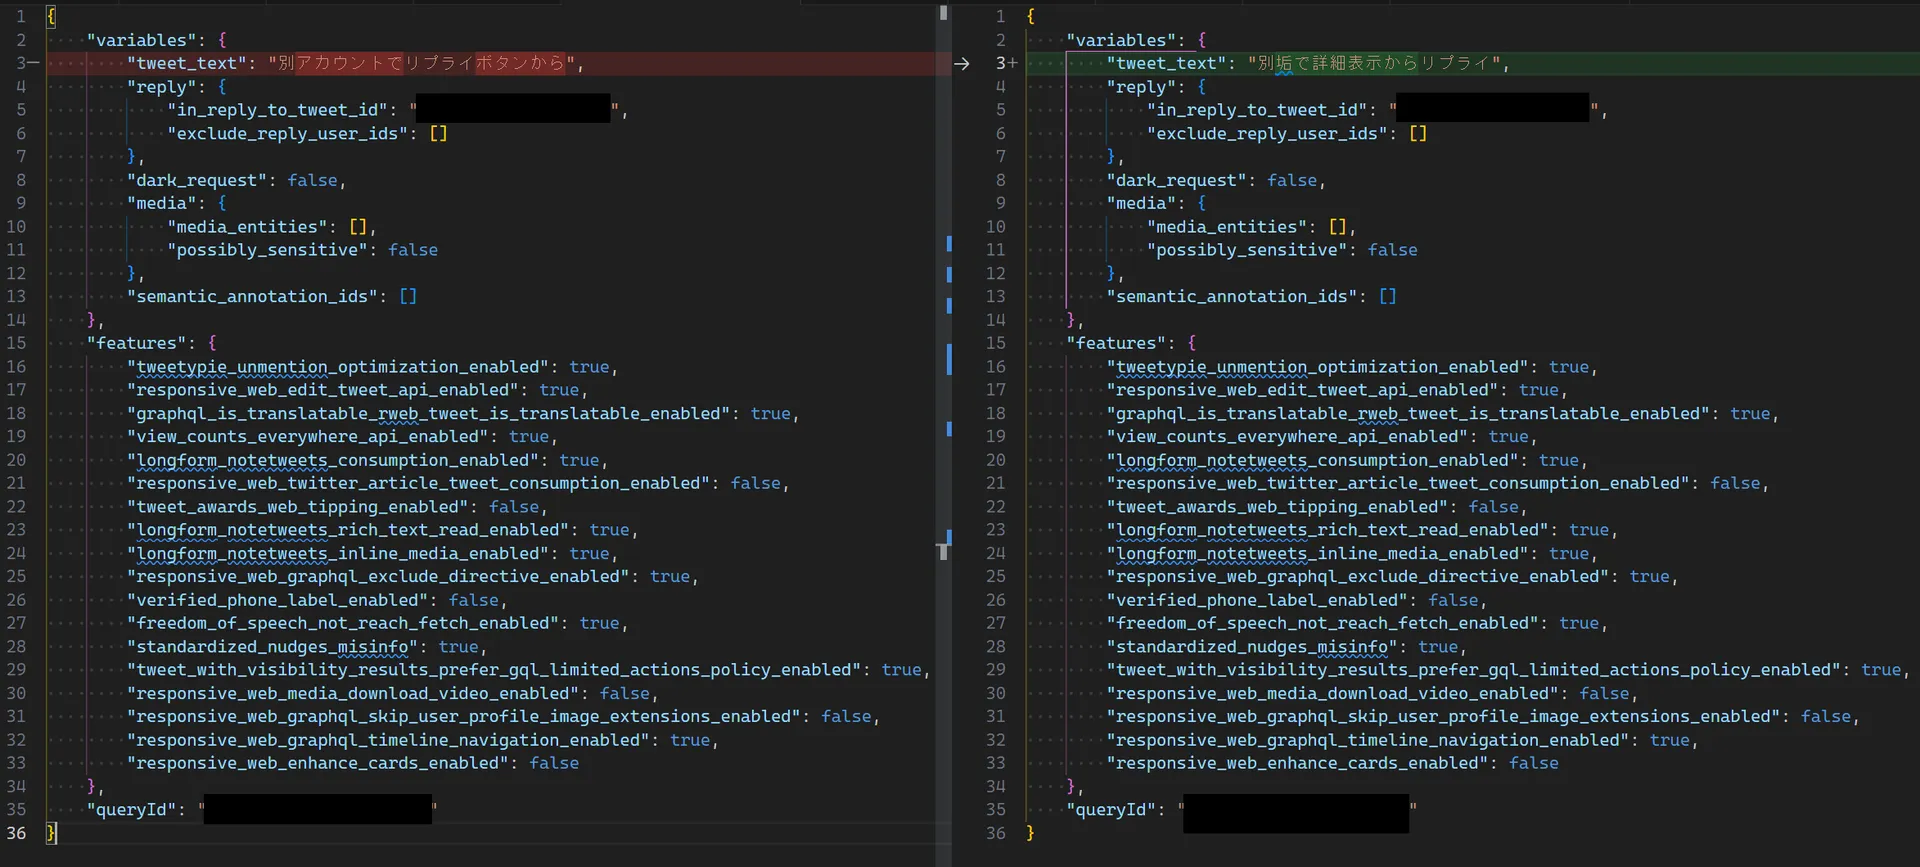 1 {
2 "variables": {
3— "tweet_text": "別アカウントでリプライボタンから",
4 "reply": {
5 "in_reply_to_tweet_id": " ",
6 "exclude_reply_user_ids": []
7 },
8 "dark_request": false,
9 "media": {
10 "media_entities": [],
11 "possibly_sensitive": false
12 },
13 "semantic_annotation_ids": []
14 },
15 "features": {
16 "tweetypie_unmention_optimization_enabled": true,
17 "responsive_web_edit_tweet_api_enabled": true,
18 "graphql_is_translatable_rweb_tweet_is_translatable_enabled": true,
19 "view_counts_everywhere_api_enabled": true,
20 "longform_notetweets_consumption_enabled": true,
21 "responsive_web_twitter_article_tweet_consumption_enabled": false,
22 "tweet_awards_web_tipping_enabled": false,
23 "longform_notetweets_rich_text_read_enabled": true,
24 "longform_notetweets_inline_media_enabled": true,
25 "responsive_web_graphql_exclude_directive_enabled": true,
26 "verified_phone_label_enabled": false,
27 "freedom_of_speech_not_reach_fetch_enabled": true,
28 "standardized_nudges_misinfo": true,
29 "tweet_with_visibility_results_prefer_gql_limited_actions_policy_enabled": true,
30 "responsive_web_media_download_video_enabled": false,
31 "responsive_web_graphql_skip_user_profile_image_extensions_enabled": false,
32 "responsive_web_graphql_timeline_navigation_enabled": true,
33 "responsive_web_enhance_cards_enabled": false
34 },
35 "queryId": " "
36 }
1 {
2 "variables": {
→ 3+ "tweet_text": "別垢で詳細表示からリプライ",
4 "reply": {
5 "in_reply_to_tweet_id": " ",
6 "exclude_reply_user_ids": []
7 },
8 "dark_request": false,
9 "media": {
10 "media_entities": [],
11 "possibly_sensitive": false
12 },
13 "semantic_annotation_ids": []
14 },
15 "features": {
16 "tweetypie_unmention_optimization_enabled": true,
17 "responsive_web_edit_tweet_api_enabled": true,
18 "graphql_is_translatable_rweb_tweet_is_translatable_enabled": true,
19 "view_counts_everywhere_api_enabled": true,
20 "longform_notetweets_consumption_enabled": true,
21 "responsive_web_twitter_article_tweet_consumption_enabled": false,
22 "tweet_awards_web_tipping_enabled": false,
23 "longform_notetweets_rich_text_read_enabled": true,
24 "longform_notetweets_inline_media_enabled": true,
25 "responsive_web_graphql_exclude_directive_enabled": true,
26 "verified_phone_label_enabled": false,
27 "freedom_of_speech_not_reach_fetch_enabled": true,
28 "standardized_nudges_misinfo": true,
29 "tweet_with_visibility_results_prefer_gql_limited_actions_policy_enabled": true,
30 "responsive_web_media_download_video_enabled": false,
31 "responsive_web_graphql_skip_user_profile_image_extensions_enabled": false,
32 "responsive_web_graphql_timeline_navigation_enabled": true,
33 "responsive_web_enhance_cards_enabled": false
34 },
35 "queryId": " "
36 }